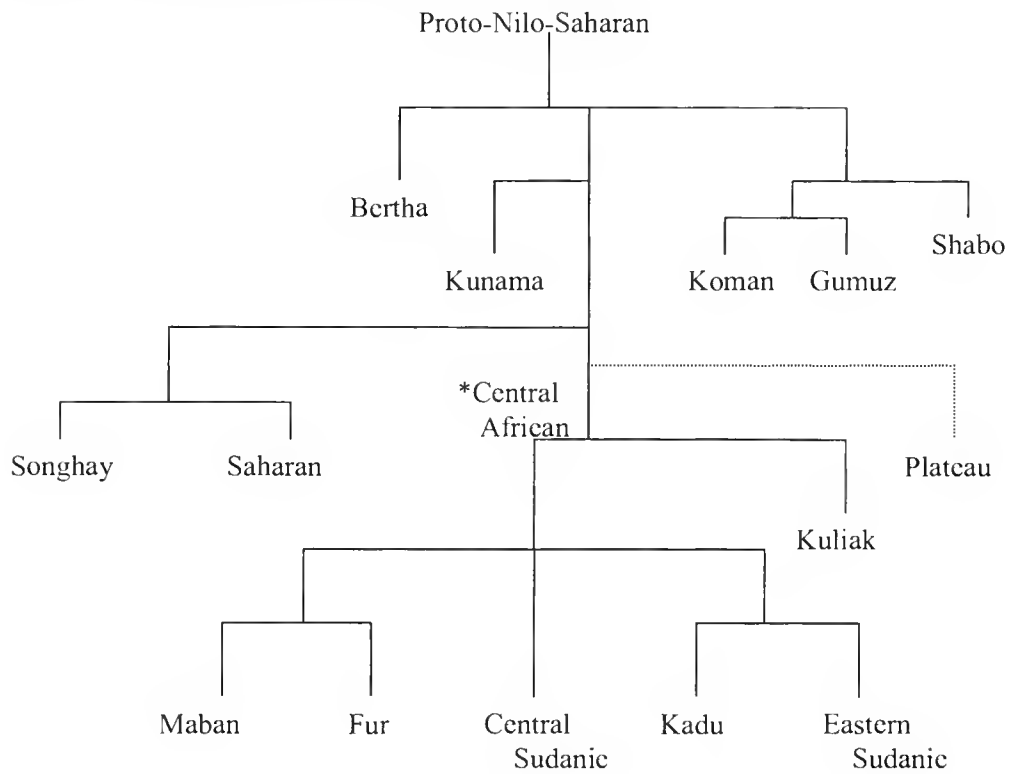 Proto-Nilo-Saharan
Bertha
Shabo
Kunama
Koman
Gumuz
*Central
African
Songhay
Saharan
Plateau
Kuliak
Maban
Fur
Central
Sudanic
Kadu
Eastern
Sudanic